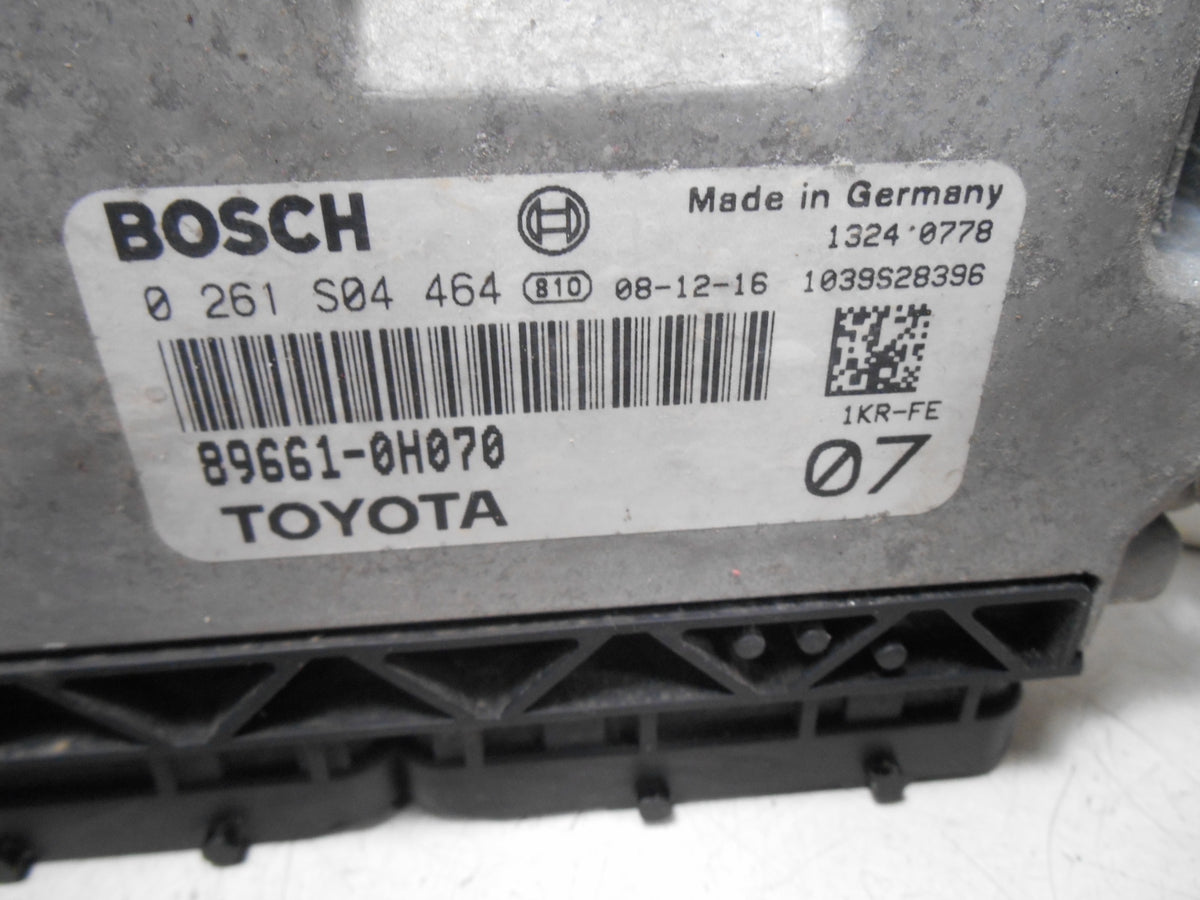 BOSCH
Made in Germany
1324 0778
0 261 S04 464 810 08-12-16 1039S28396
1KR-FE
89661-0H070
07
TOYOTA